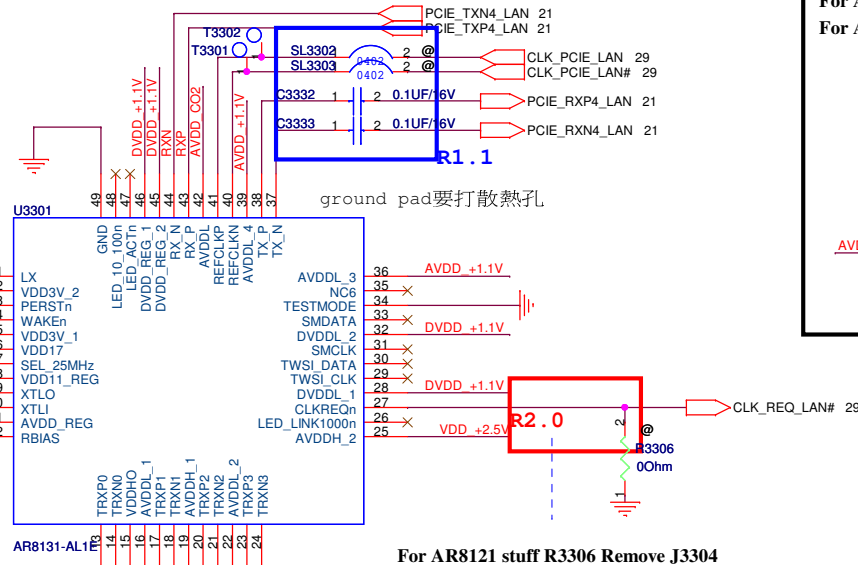 For A
For A
PCIE_TXN4_LAN 21
PCIE_TXP4_LAN 21
T3302
T3301
SL3302 2 @
0402
SL3303 2 @
0402
CLK_PCIE_LAN 29
CLK_PCIE_LAN# 29
C3332 1 2 0.1UF/16V
PCIE_RXP4_LAN 21
C3333 1 2 0.1UF/16V
PCIE_RXN4_LAN 21
R1.1
DVDD_+1.1V
DVDD_+1.1V
RXN
RXP
AVDD_CO2
AVDD_+1.1V
ground pad要打散熱孔
U3301
49 GND
48 LED_10_100n
47 LED_ACTn
46 DVDD_REG_1
45 DVDD_REG_2
44 RX_N
43 RX_P
42 AVDDL
41 REFCLKP
40 REFCLKN
39 AVDDL_4
38 TX_P
37 TX_N
LX
VDD3V_2
PERSTn
WAKEn
VDD3V_1
VDD17
SEL_25MHz
VDD11_REG
XTLO
XTLI
AVDD_REG
RBIAS
AVDDL_3 36 AVDD_+1.1V
NC6 35
TESTMODE 34
SMDATA 33
DVDDL_2 32 DVDD_+1.1V
SMCLK 31
TWSI_DATA 30
TWSI_CLK 29
DVDDL_1 28 DVDD_+1.1V
CLKREQn 27
LED_LINK1000n 26
AVDDH_2 25 VDD_+2.5V
R2.0
CLK_REQ_LAN# 29
2
@
R3306
0Ohm
1
TRXP0 13
TRXN0 14
VDDHO 15
AVDDL_1 16
TRXP1 17
TRXN1 18
AVDDH_1 19
TRXP2 20
TRXN2 21
AVDDL_2 22
TRXP3 23
TRXN3 24
AR8131-AL1E
For AR8121 stuff R3306 Remove J3304